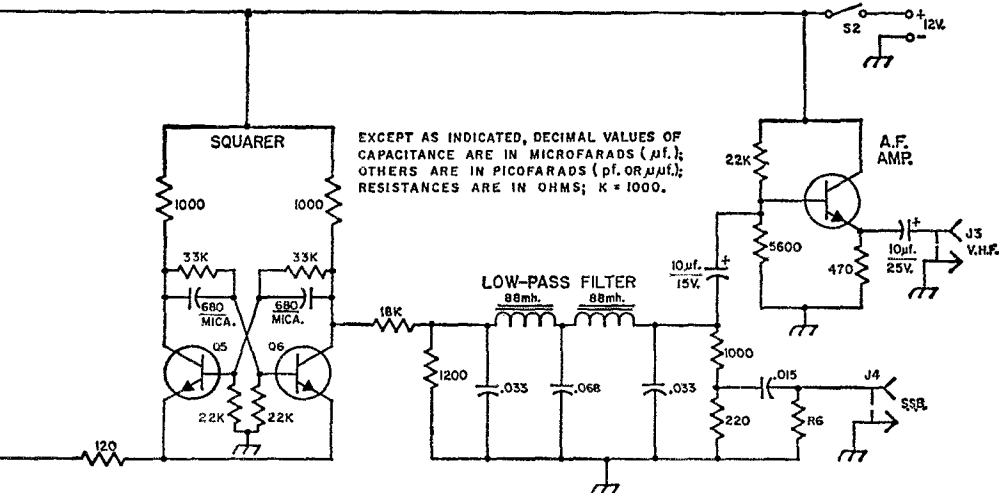 S2
+
12V.
-
SQUARER
EXCEPT AS INDICATED, DECIMAL VALUES OF
CAPACITANCE ARE IN MICROFARADS (µf.);
OTHERS ARE IN PICOFARADS (pf. OR µµf.);
RESISTANCES ARE IN OHMS; K = 1000.
A.F.
AMP.
22K
1000
1000
5600
470
+
10µf.
25V.
J3
V.H.F.
33K
33K
680
MICA.
680
MICA.
10µf.
15V.
+
LOW-PASS FILTER
88mh.
88mh.
18K
Q5
Q6
1200
.033
.068
.033
1000
.015
J4
SSB.
22K
22K
220
R6
120